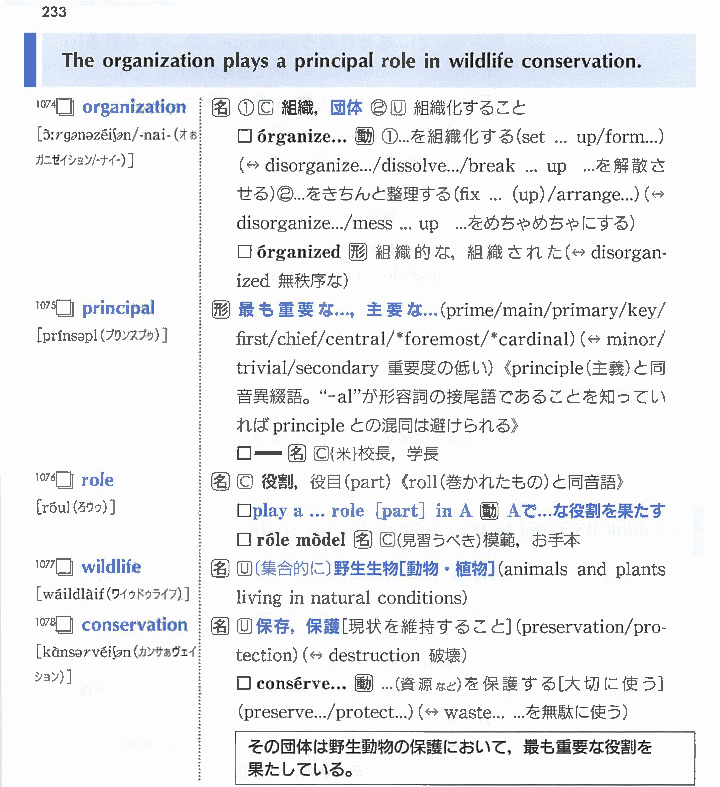 233
The organization plays a principal role in wildlife conservation.
1074□ organization 名 ①Ⓒ 組織, 団体 ②Ⓤ 組織化すること
[ɔ̀ːrgənəzéiʃən/-nai-(オぉ □ órganize… 動 ①…を組織化する(set … up/form…)
ガニゼイション/-ナイ-)] (↔ disorganize…/dissolve…/break … up …を解散さ
せる)②…をきちんと整理する(fix … (up)/arrange…)(↔
disorganize…/mess … up …をめちゃめちゃにする)
□ órganized 形 組織的な, 組織された(↔ disorgan-
ized 無秩序な)
1075□ principal 形 最も重要な…, 主要な…(prime/main/primary/key/
[prínsəpl(プリンスプゥ)] first/chief/central/*foremost/*cardinal)(↔ minor/
trivial/secondary 重要度の低い)《principle(主義)と同
音異綴語。“-al”が形容詞の接尾語であることを知ってい
ればprincipleとの混同は避けられる》
□━ 名 Ⓒ{米}校長, 学長
1076□ role 名 Ⓒ 役割, 役目(part)《roll(巻かれたもの)と同音語》
[róul(ろウゥ)] □play a … role [part] in A 動 Aで…な役割を果たす
□ róle mòdel 名 Ⓒ(見習うべき)模範, お手本
1077□ wildlife 名 Ⓤ(集合的に)野生生物[動物・植物](animals and plants
[wáildlàif(ワイゥドゥライフ)] living in natural conditions)
1078□ conservation 名 Ⓤ保存, 保護[現状を維持すること](preservation/pro-
[kɑ̀nsərvéiʃən(カンサぁヴェイ tection)(↔ destruction 破壊)
ション)] □ consérve… 動 …(資源など)を保護する[大切に使う]
(preserve…/protect…)(↔ waste… …を無駄に使う)
その団体は野生動物の保護において, 最も重要な役割を
果たしている。